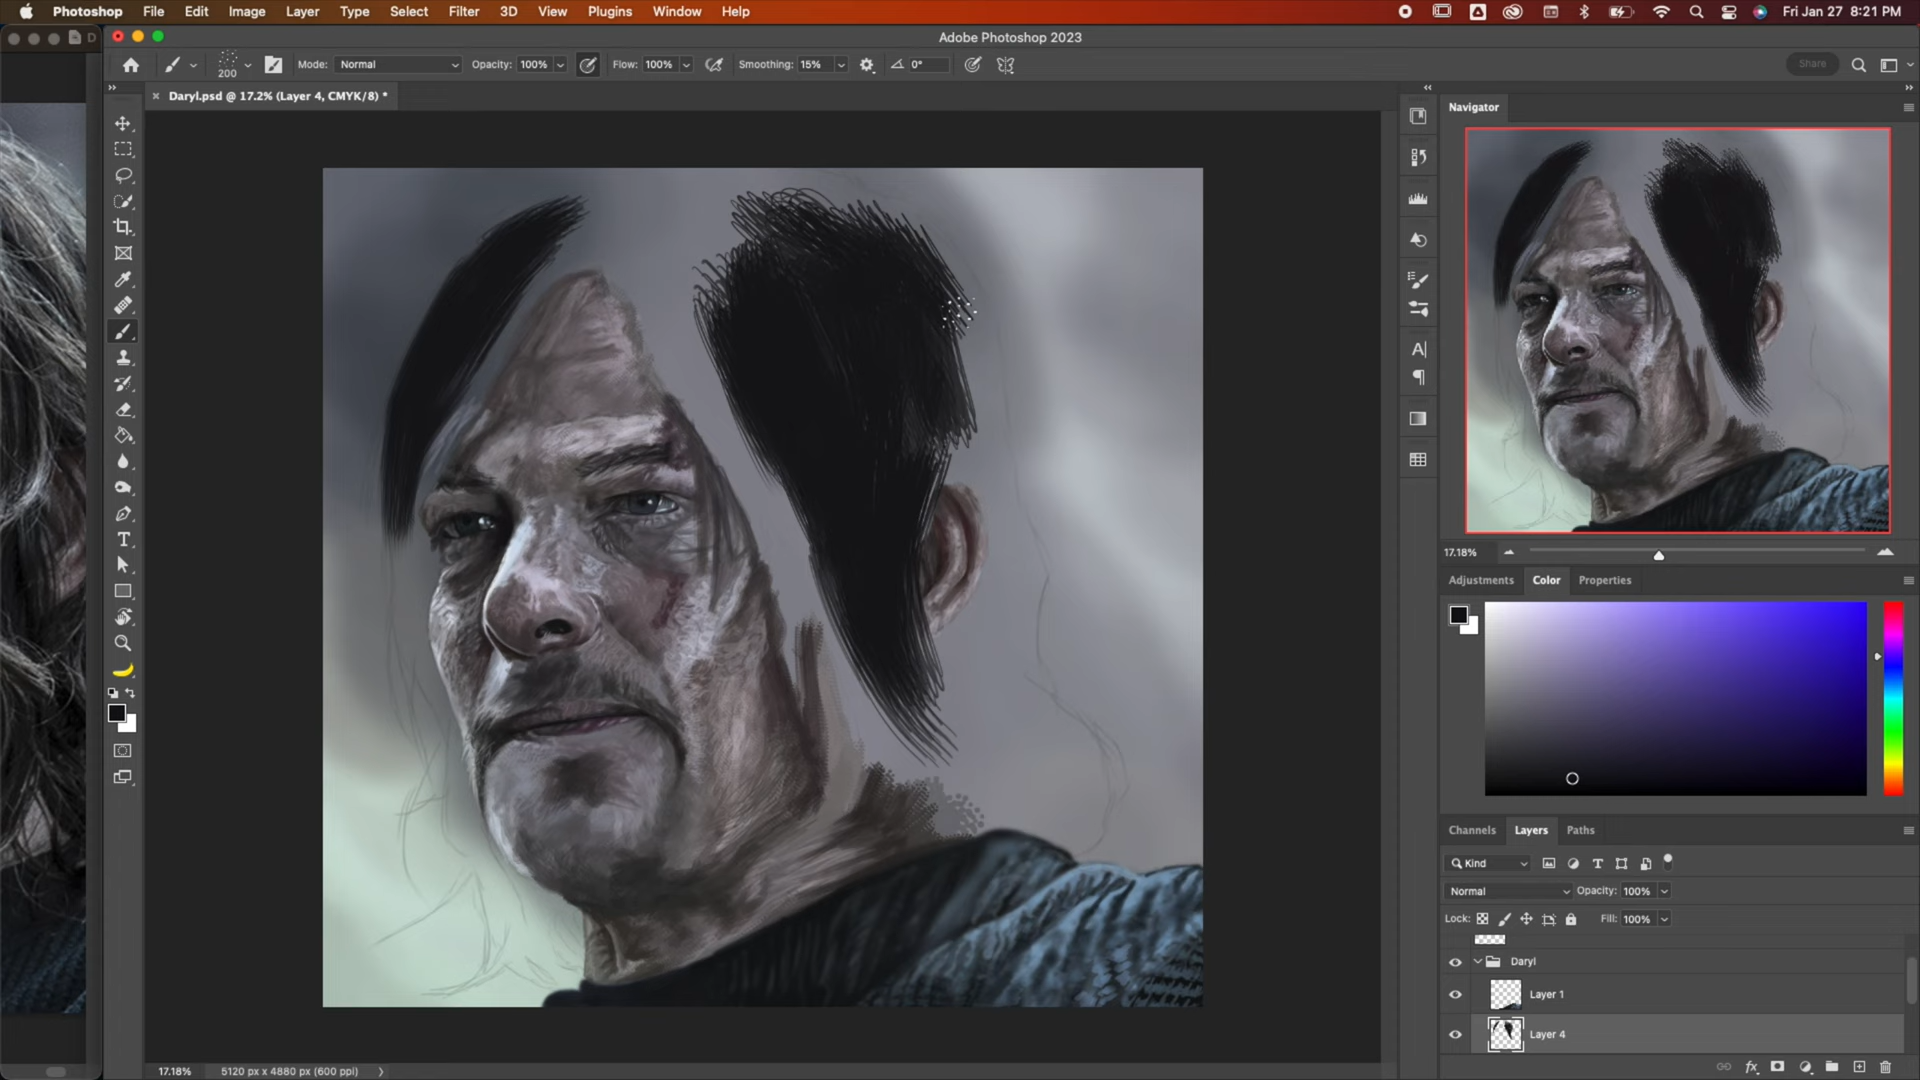 Photoshop File Edit Image Layer Type Select Filter 3D View Plugins Window Help Fri Jan 27 8:21 PM
D
Adobe Photoshop 2023
200 Mode: Normal Opacity: 100% Flow: 100% Smoothing: 15% 0° Share
Daryl.psd @ 17.2% (Layer 4, CMYK/8) *
Navigator
17.18%
Adjustments Color Properties
Channels Layers Paths
Kind
Normal Opacity: 100%
Lock: Fill: 100%
Daryl
Layer 1
Layer 4
17.18% 5120 px x 4880 px (600 ppi)